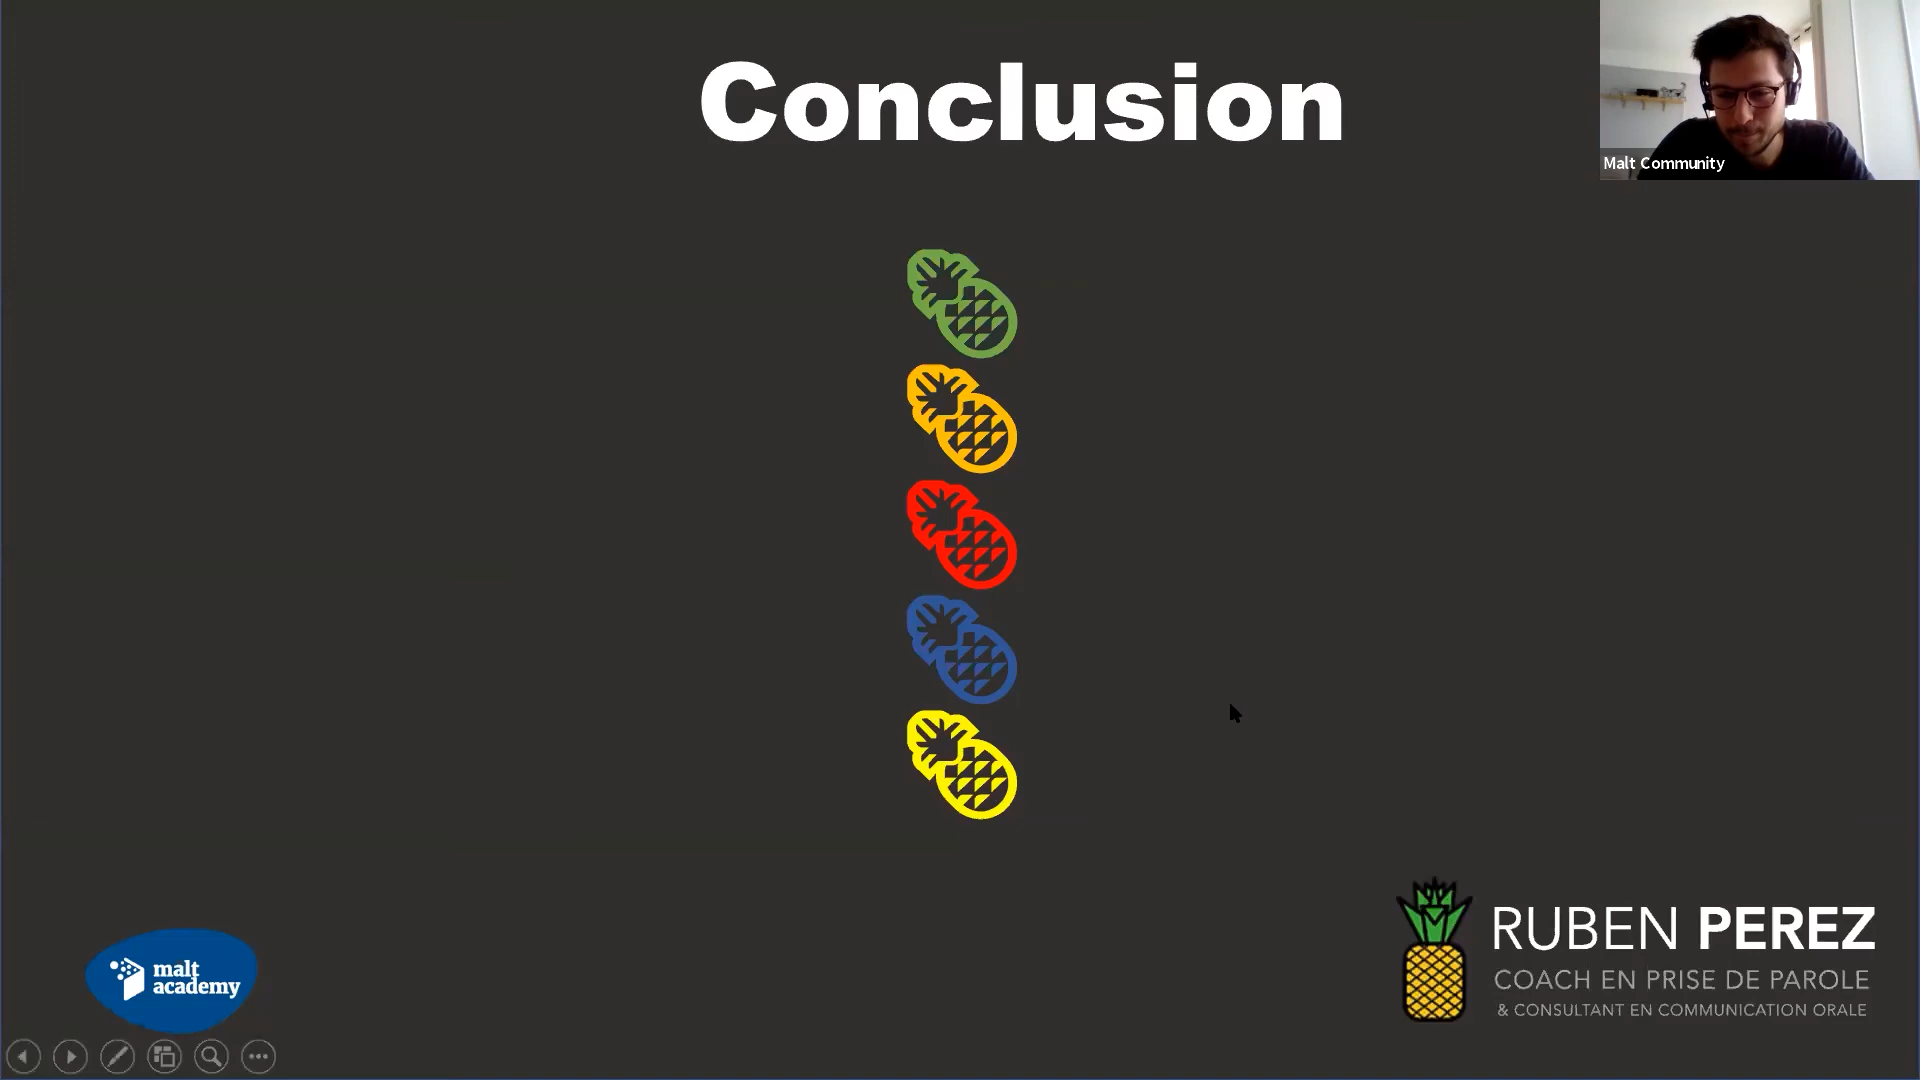 Conclusion
Malt Community
malt
academy
RUBEN PEREZ
COACH EN PRISE DE PAROLE
& CONSULTANT EN COMMUNICATION ORALE